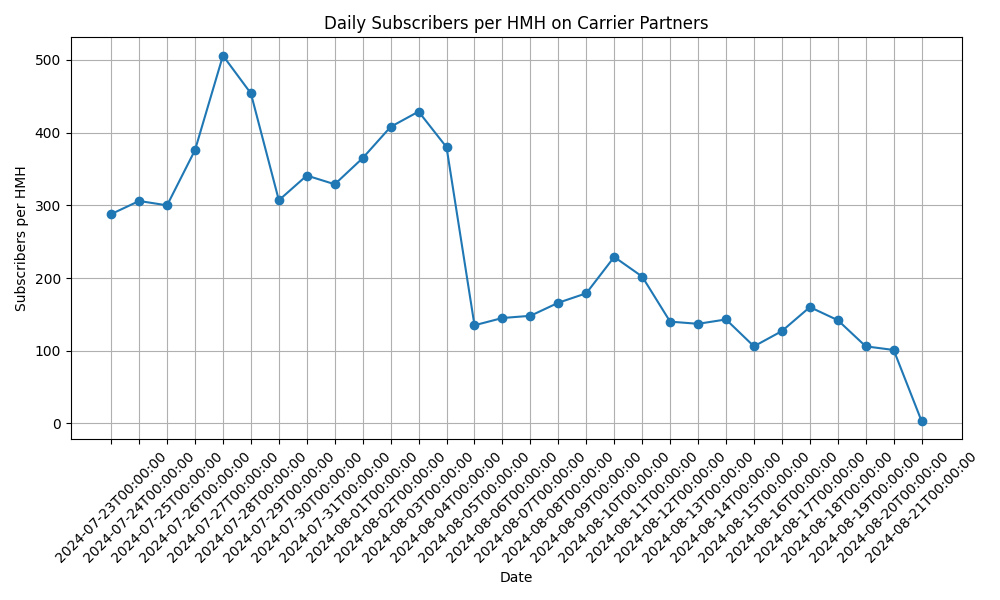 Daily Subscribers per HMH on Carrier Partners
Subscribers per HMH
500
400
300
200
100
0
2024-07-23T00:00:00
2024-07-24T00:00:00
2024-07-25T00:00:00
2024-07-26T00:00:00
2024-07-27T00:00:00
2024-07-28T00:00:00
2024-07-29T00:00:00
2024-07-30T00:00:00
2024-07-31T00:00:00
2024-08-01T00:00:00
2024-08-02T00:00:00
2024-08-03T00:00:00
2024-08-04T00:00:00
2024-08-05T00:00:00
2024-08-06T00:00:00
2024-08-07T00:00:00
2024-08-08T00:00:00
2024-08-09T00:00:00
2024-08-10T00:00:00
2024-08-11T00:00:00
2024-08-12T00:00:00
2024-08-13T00:00:00
2024-08-14T00:00:00
2024-08-15T00:00:00
2024-08-16T00:00:00
2024-08-17T00:00:00
2024-08-18T00:00:00
2024-08-19T00:00:00
2024-08-20T00:00:00
2024-08-21T00:00:00
Date